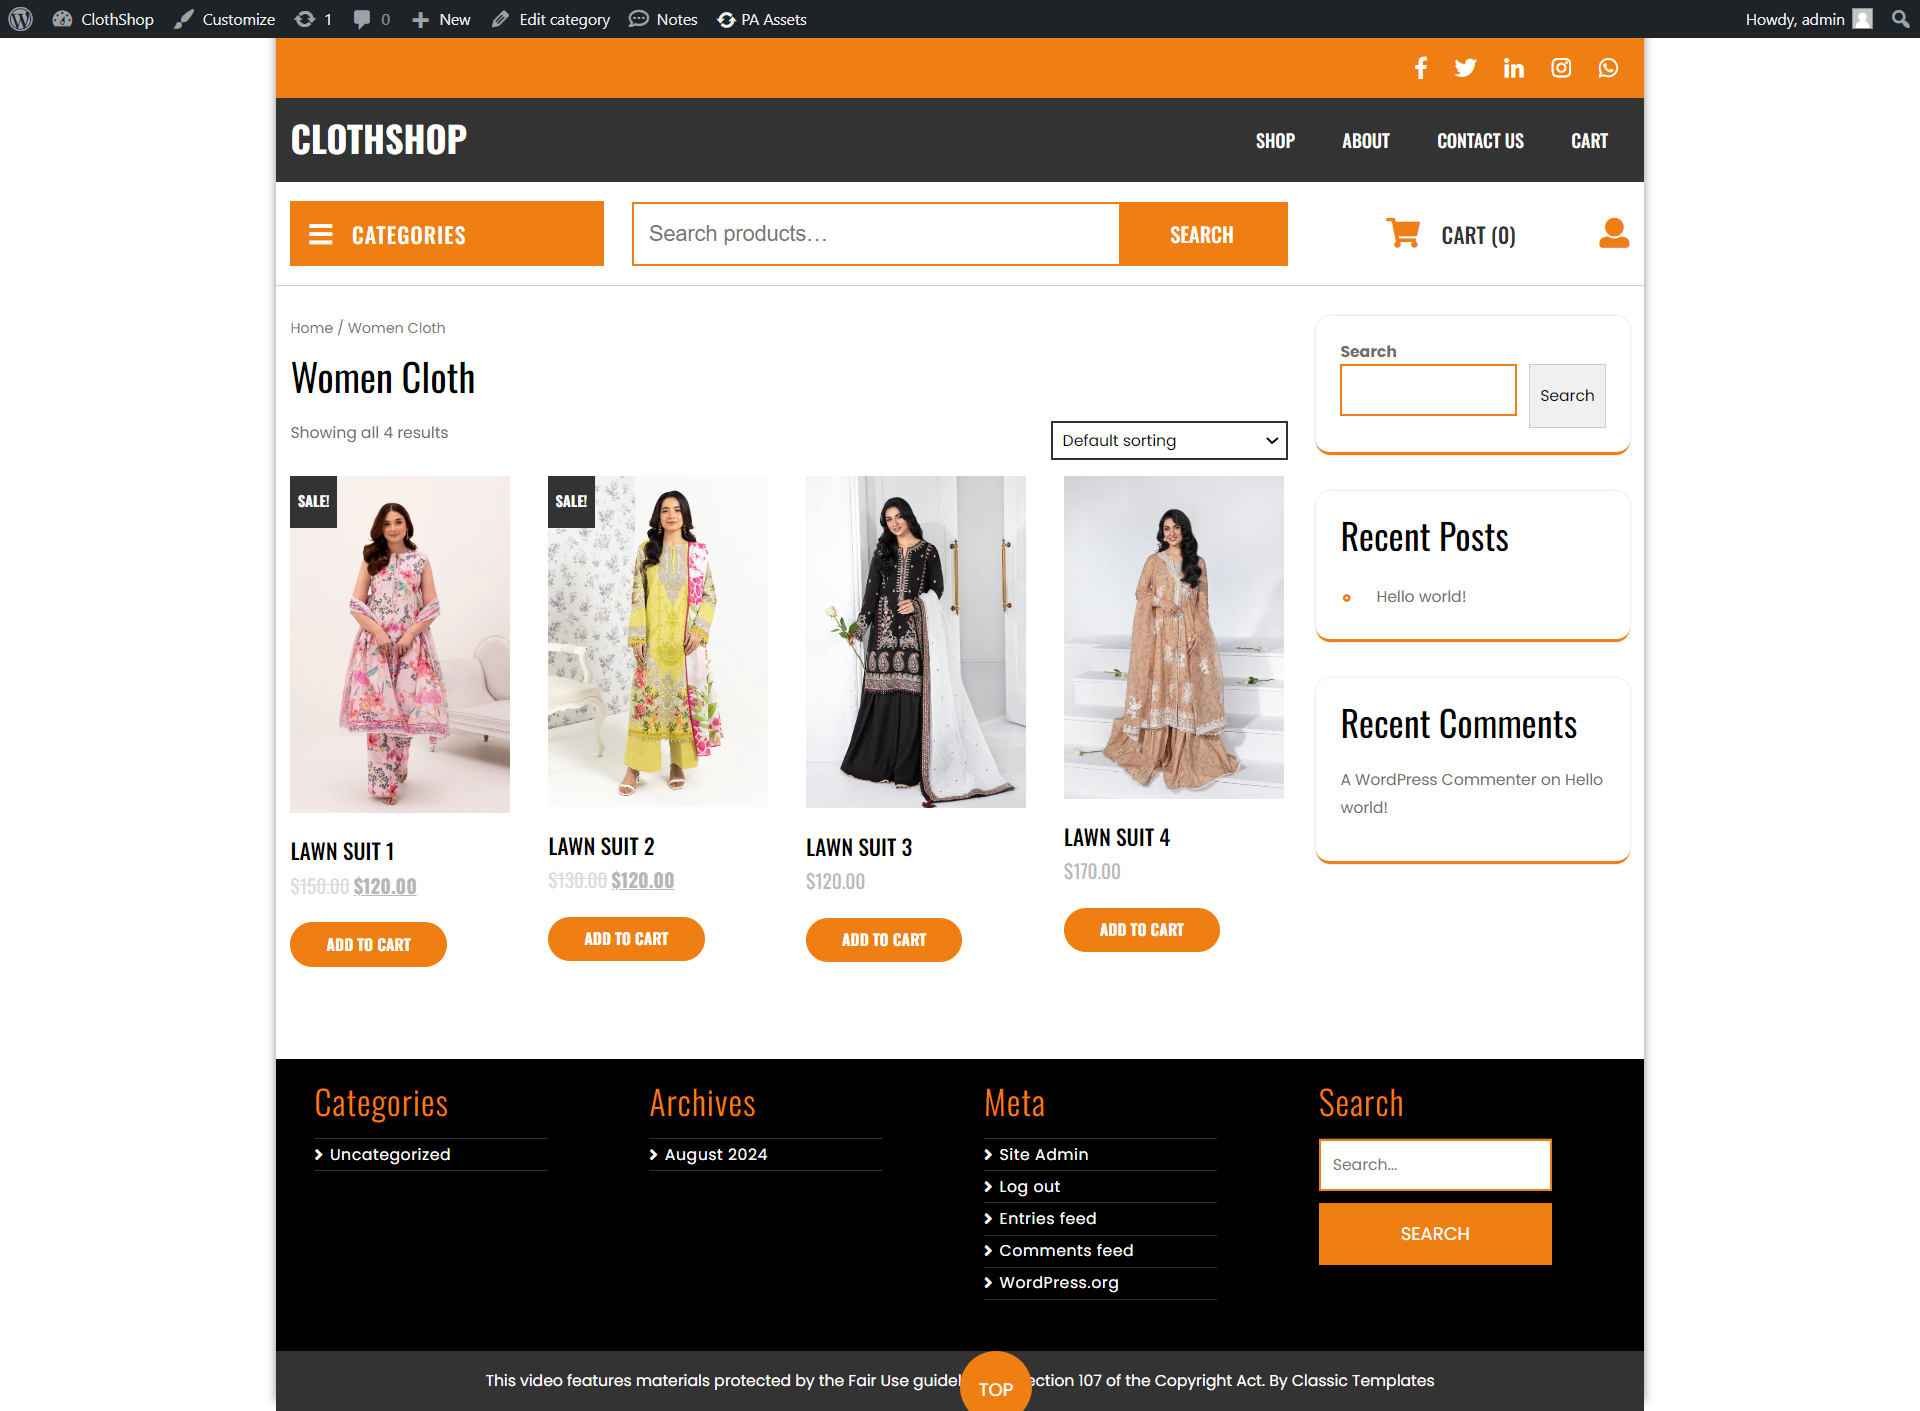 ClothShop Customize 1 0 New Edit category Notes PA Assets Howdy, admin
CLOTHSHOP SHOP ABOUT CONTACT US CART
CATEGORIES Search products… SEARCH CART (0)
Home / Women Cloth
Women Cloth
Showing all 4 results
Default sorting
SALE!
LAWN SUIT 1
$150.00 $120.00
ADD TO CART
SALE!
LAWN SUIT 2
$130.00 $120.00
ADD TO CART
LAWN SUIT 3
$120.00
ADD TO CART
LAWN SUIT 4
$170.00
ADD TO CART
Search
Search
Recent Posts
Hello world!
Recent Comments
A WordPress Commenter on Hello
world!
Categories
Uncategorized
Archives
August 2024
Meta
Site Admin
Log out
Entries feed
Comments feed
WordPress.org
Search
Search…
SEARCH
This video features materials protected by the Fair Use 107 of the Copyright Act. By Classic Templates
TOP